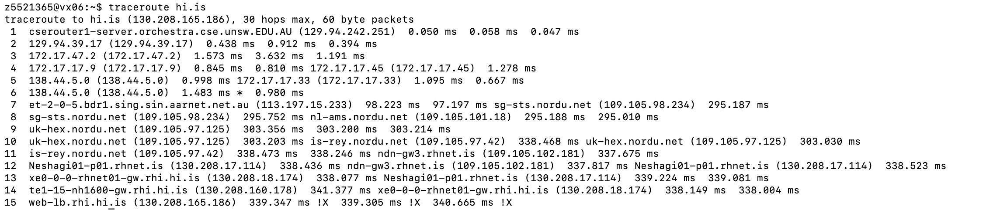 z5521365@vx06:~$ traceroute hi.is
traceroute to hi.is (130.208.165.186), 30 hops max, 60 byte packets
 1  cserouter1-server.orchestra.cse.unsw.EDU.AU (129.94.242.251)  0.050 ms  0.058 ms  0.047 ms
 2  129.94.39.17 (129.94.39.17)  0.438 ms  0.912 ms  0.394 ms
 3  172.17.47.2 (172.17.47.2)  1.573 ms  3.632 ms  1.191 ms
 4  172.17.17.9 (172.17.17.9)  0.845 ms  0.810 ms 172.17.17.45 (172.17.17.45)  1.278 ms
 5  138.44.5.0 (138.44.5.0)  0.998 ms 172.17.17.33 (172.17.17.33)  1.095 ms  0.667 ms
 6  138.44.5.0 (138.44.5.0)  1.483 ms *  0.980 ms
 7  et-2-0-5.bdr1.sing.sin.aarnet.net.au (113.197.15.233)  98.223 ms  97.197 ms sg-sts.nordu.net (109.105.98.234)  295.187 ms
 8  sg-sts.nordu.net (109.105.98.234)  295.752 ms nl-ams.nordu.net (109.105.101.18)  295.188 ms  295.010 ms
 9  uk-hex.nordu.net (109.105.97.125)  303.356 ms  303.200 ms  303.214 ms
10  uk-hex.nordu.net (109.105.97.125)  303.203 ms is-rey.nordu.net (109.105.97.42)  338.468 ms uk-hex.nordu.net (109.105.97.125)  303.030 ms
11  is-rey.nordu.net (109.105.97.42)  338.473 ms  338.246 ms ndn-gw3.rhnet.is (109.105.102.181)  337.675 ms
12  Neshagi01-p01.rhnet.is (130.208.17.114)  338.436 ms ndn-gw3.rhnet.is (109.105.102.181)  337.817 ms Neshagi01-p01.rhnet.is (130.208.17.114)  338.523 ms
13  xe0-0-0-rhnet01-gw.rhi.hi.is (130.208.18.174)  338.077 ms Neshagi01-p01.rhnet.is (130.208.17.114)  339.224 ms  339.081 ms
14  te1-15-nh1600-gw.rhi.hi.is (130.208.160.178)  341.377 ms xe0-0-0-rhnet01-gw.rhi.hi.is (130.208.18.174)  338.149 ms  338.004 ms
15  web-lb.rhi.hi.is (130.208.165.186)  339.347 ms !X  339.305 ms !X  340.665 ms !X